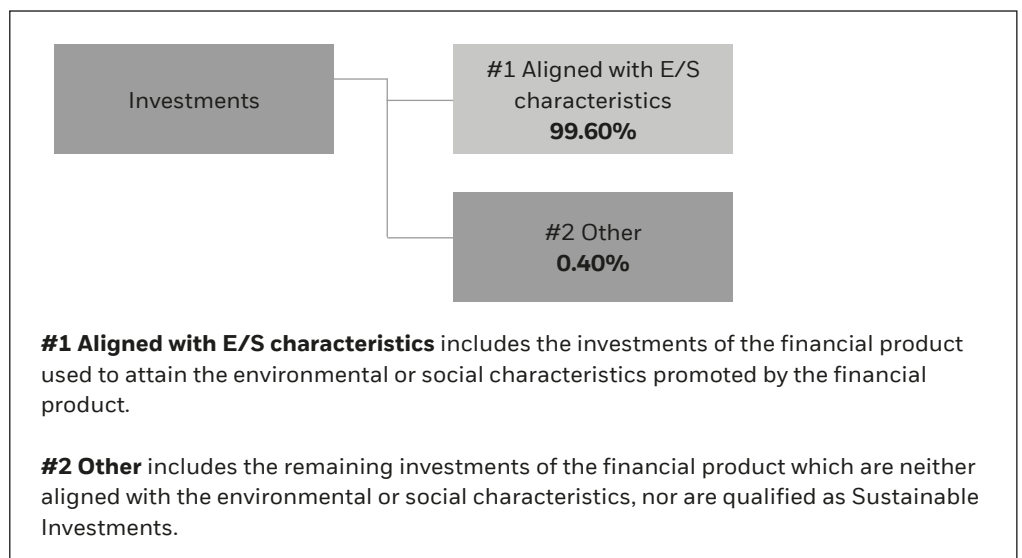 Investments
#1 Aligned with E/S
characteristics
99.60%
#2 Other
0.40%
#1 Aligned with E/S characteristics includes the investments of the financial product
used to attain the environmental or social characteristics promoted by the financial
product.
#2 Other includes the remaining investments of the financial product which are neither
aligned with the environmental or social characteristics, nor are qualified as Sustainable
Investments.